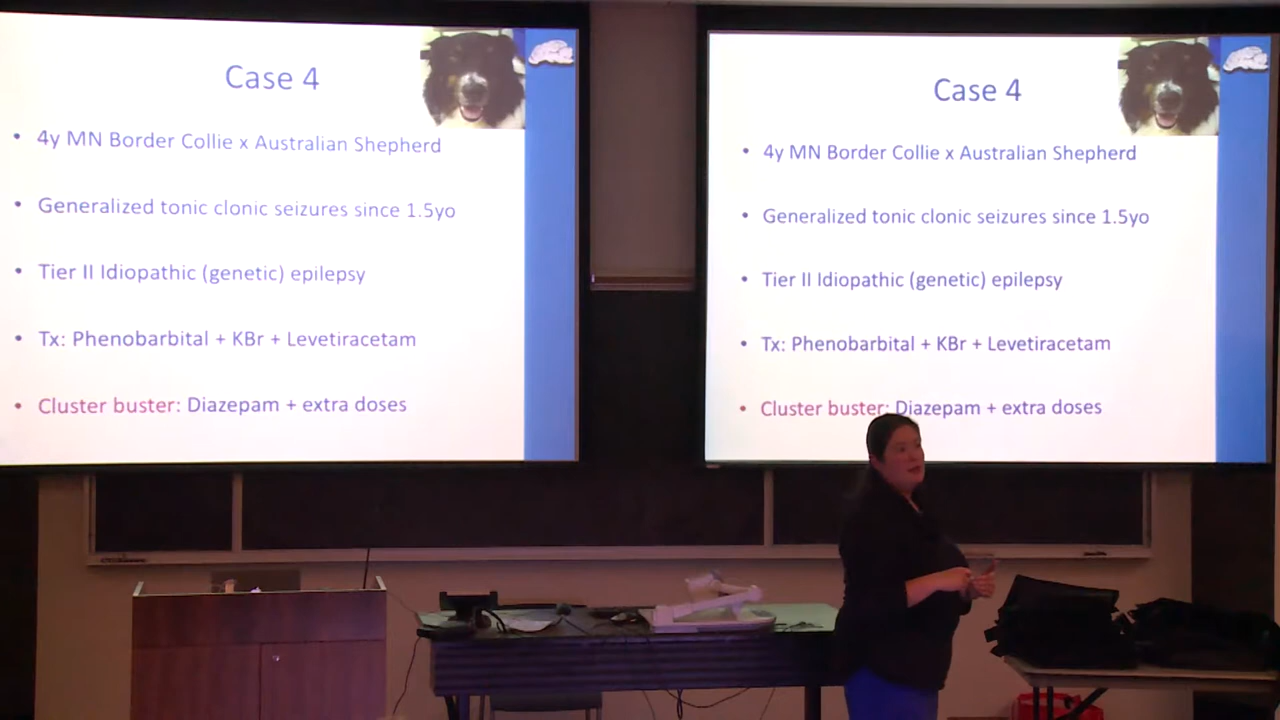 Case 4
• 4y MN Border Collie x Australian Shepherd
• Generalized tonic clonic seizures since 1.5yo
• Tier II Idiopathic (genetic) epilepsy
• Tx: Phenobarbital + KBr + Levetiracetam
• Cluster buster: Diazepam + extra doses
Case 4
• 4y MN Border Collie x Australian Shepherd
• Generalized tonic clonic seizures since 1.5yo
• Tier II Idiopathic (genetic) epilepsy
• Tx: Phenobarbital + KBr + Levetiracetam
• Cluster buster: Diazepam + extra doses